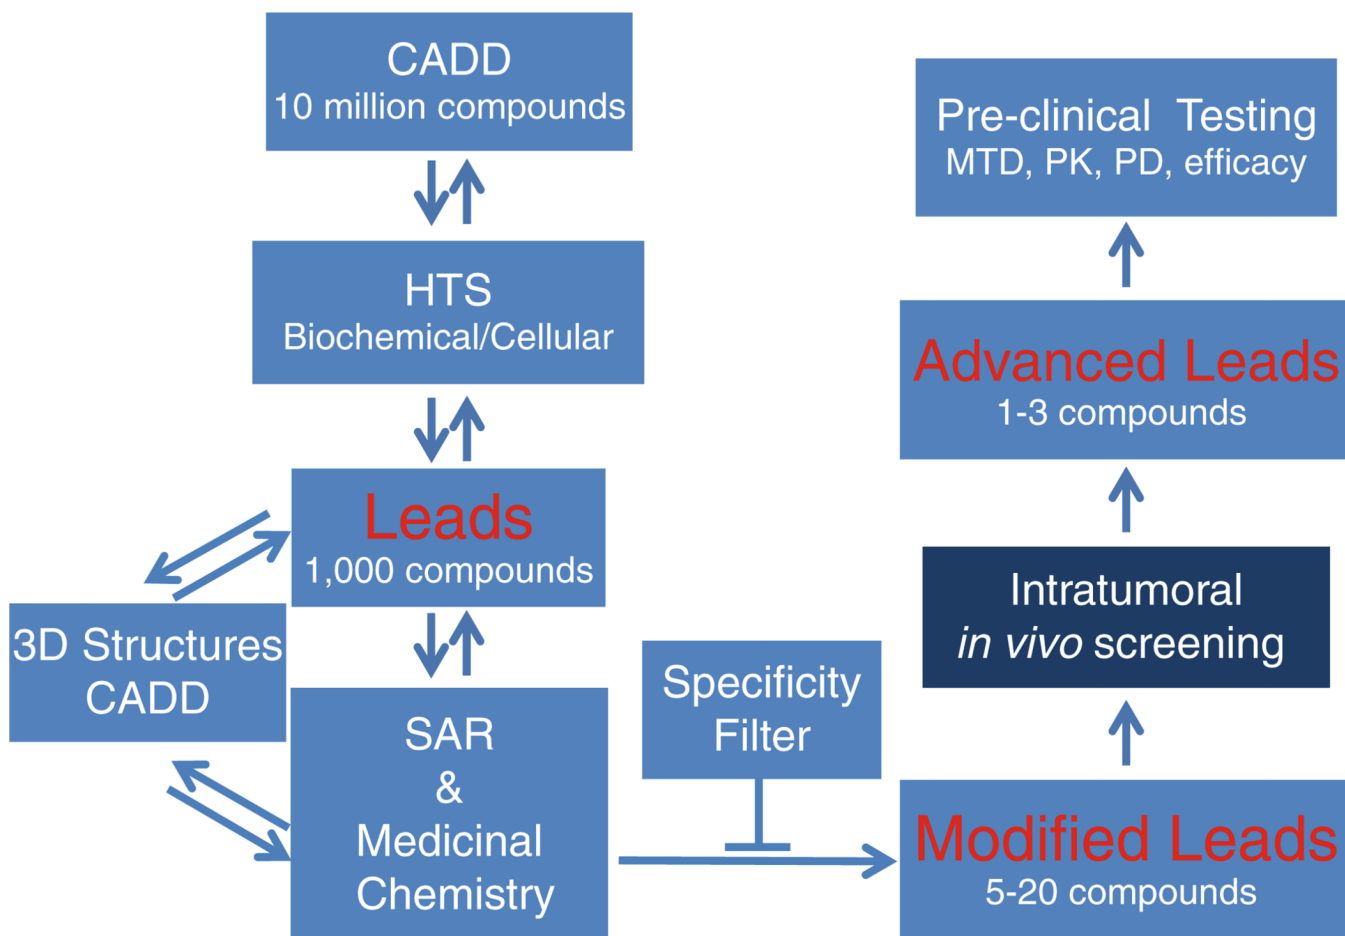 CADD
10 million compounds
HTS
Biochemical/Cellular
Leads
1,000 compounds
3D Structures
CADD
SAR
&
Medicinal
Chemistry
Specificity
Filter
Pre-clinical Testing
MTD, PK, PD, efficacy
Advanced Leads
1-3 compounds
Intratumoral
in vivo screening
Modified Leads
5-20 compounds